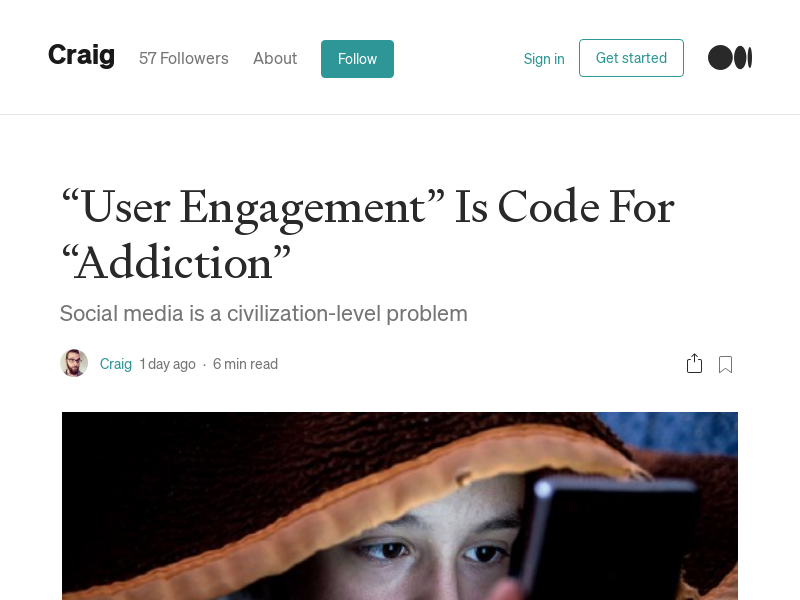 Craig 57 Followers About Follow Sign in Get started
“User Engagement” Is Code For
“Addiction”
Social media is a civilization-level problem
Craig 1 day ago · 6 min read